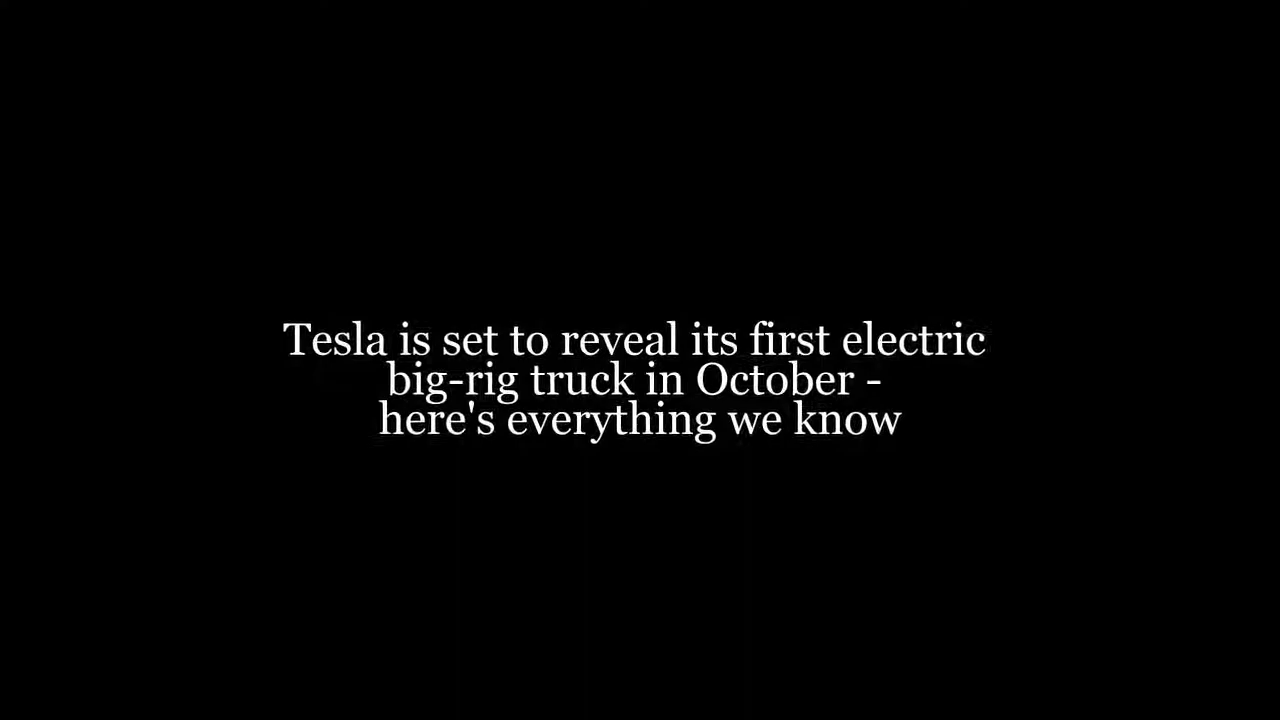 Tesla is set to reveal its first electric
big-rig truck in October -
here's everything we know